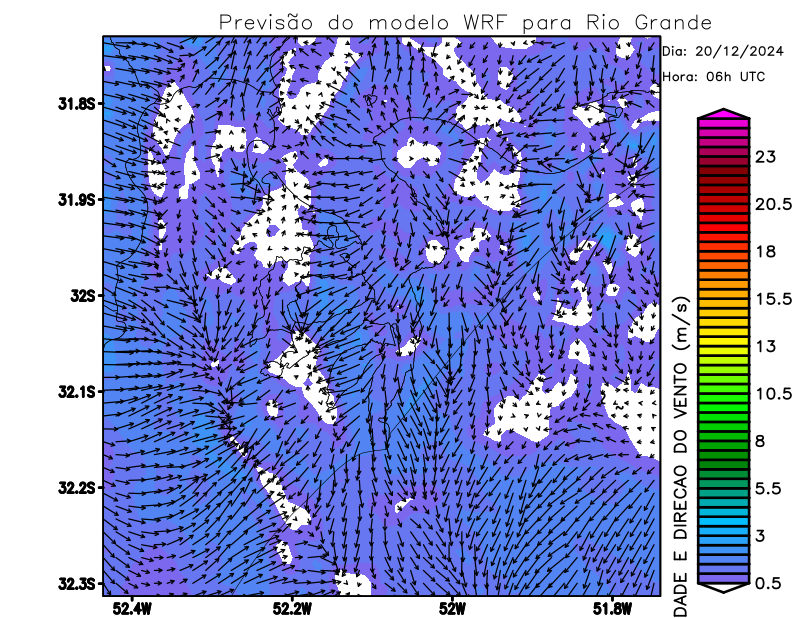 Previsão do modelo WRF para Rio Grande
Dia: 20/12/2024
Hora: 06h UTC
31.8S
31.9S
32S
32.1S
32.2S
32.3S
52.4W
52.2W
52W
51.8W
DADE E DIRECAO DO VENTO (m/s)
23
20.5
18
15.5
13
10.5
8
5.5
3
0.5